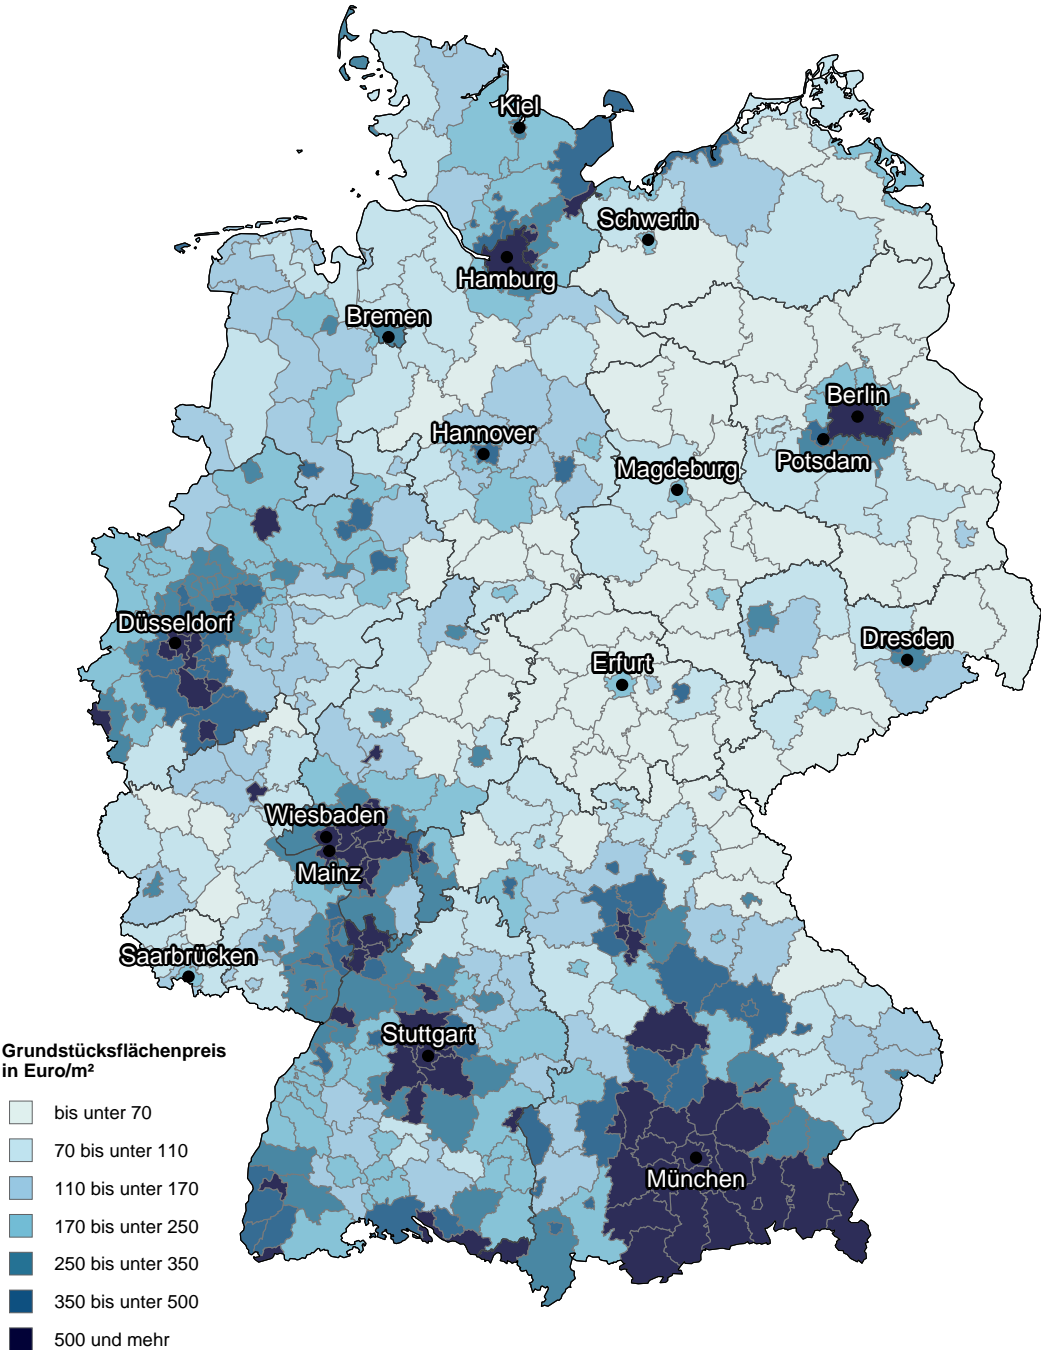 Kiel
Schwerin
Hamburg
Bremen
Berlin
Hannover
Potsdam
Magdeburg
Düsseldorf
Dresden
Erfurt
Wiesbaden
Mainz
Saarbrücken
Stuttgart
München
Grundstücksflächenpreis
in Euro/m²
bis unter 70
70 bis unter 110
110 bis unter 170
170 bis unter 250
250 bis unter 350
350 bis unter 500
500 und mehr